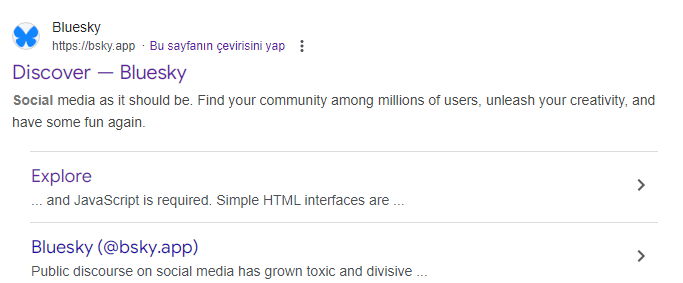 Bluesky
https://bsky.app · Bu sayfanın çevirisini yap
Discover — Bluesky
Social media as it should be. Find your community among millions of users, unleash your creativity, and
have some fun again.
Explore
... and JavaScript is required. Simple HTML interfaces are ...
Bluesky (@bsky.app)
Public discourse on social media has grown toxic and divisive ...